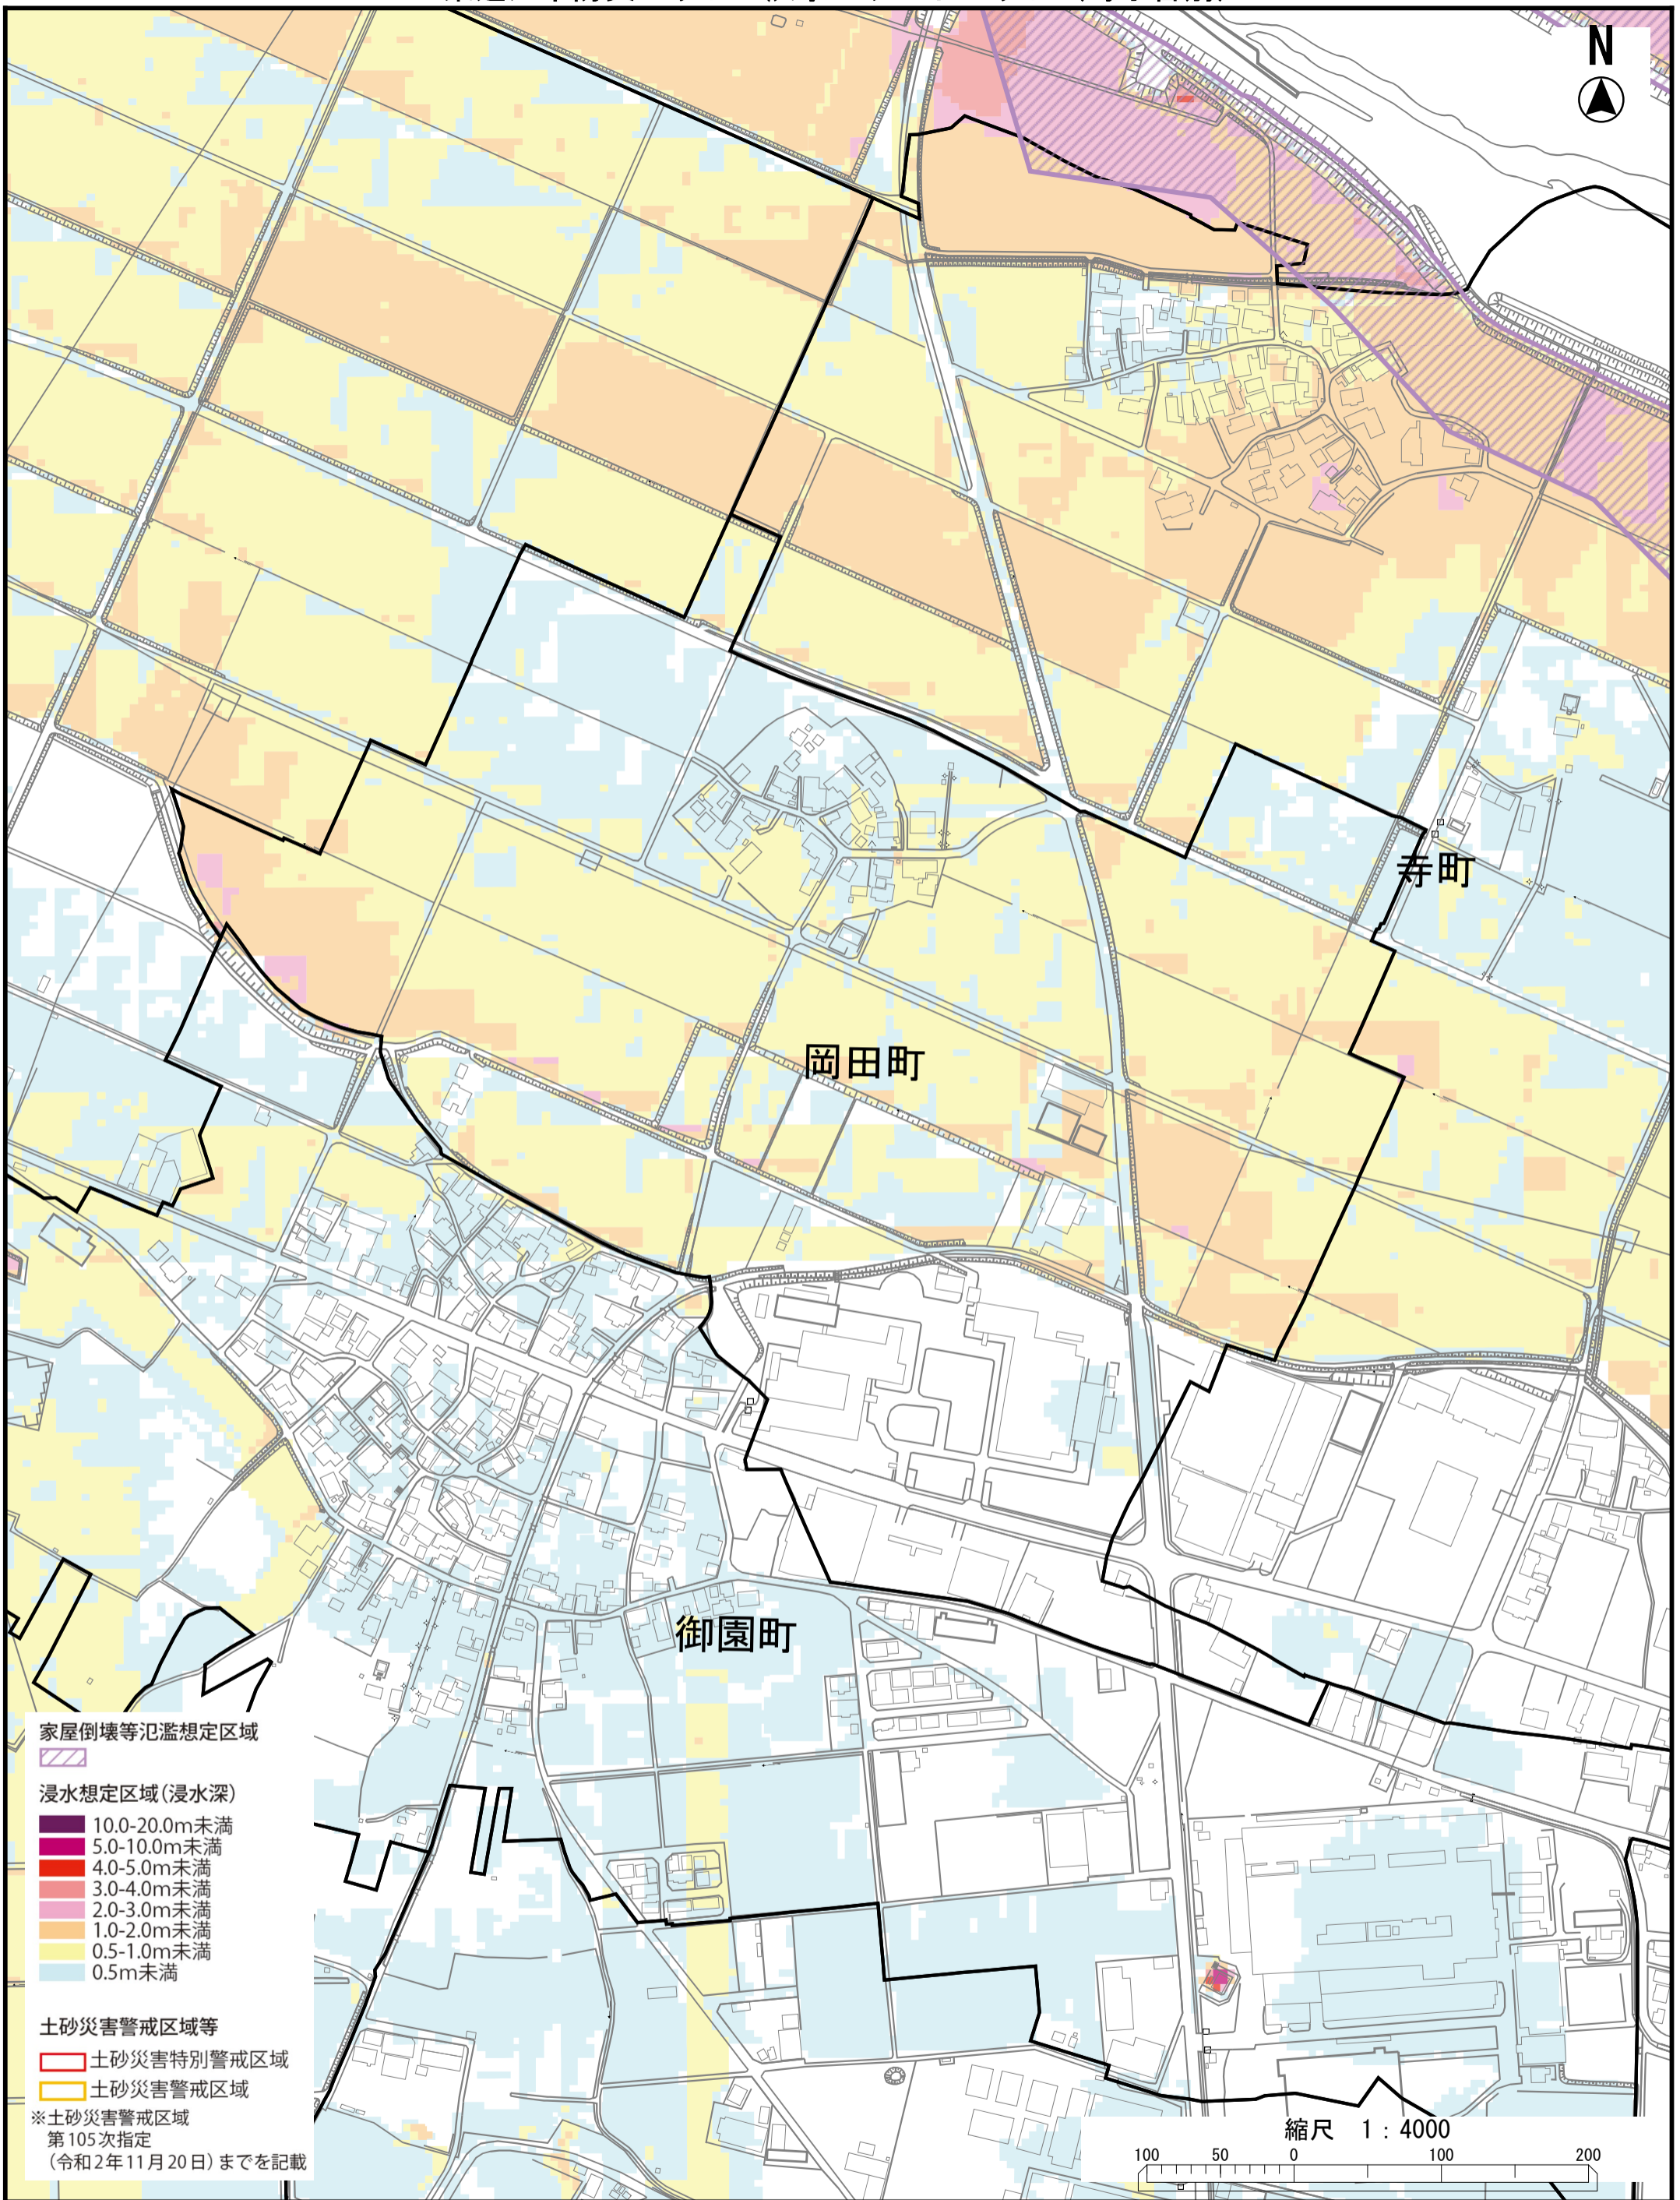 N
寺町
岡田町
御園町
家屋倒壊等氾濫想定区域
浸水想定区域(浸水深)
10.0-20.0m未満
5.0-10.0m未満
4.0-5.0m未満
3.0-4.0m未満
2.0-3.0m未満
1.0-2.0m未満
0.5-1.0m未満
0.5m未満
土砂災害警戒区域等
土砂災害特別警戒区域
土砂災害警戒区域
※土砂災害警戒区域
第105次指定
(令和2年11月20日)までを記載
縮尺 1:4000
100 50 0 100 200